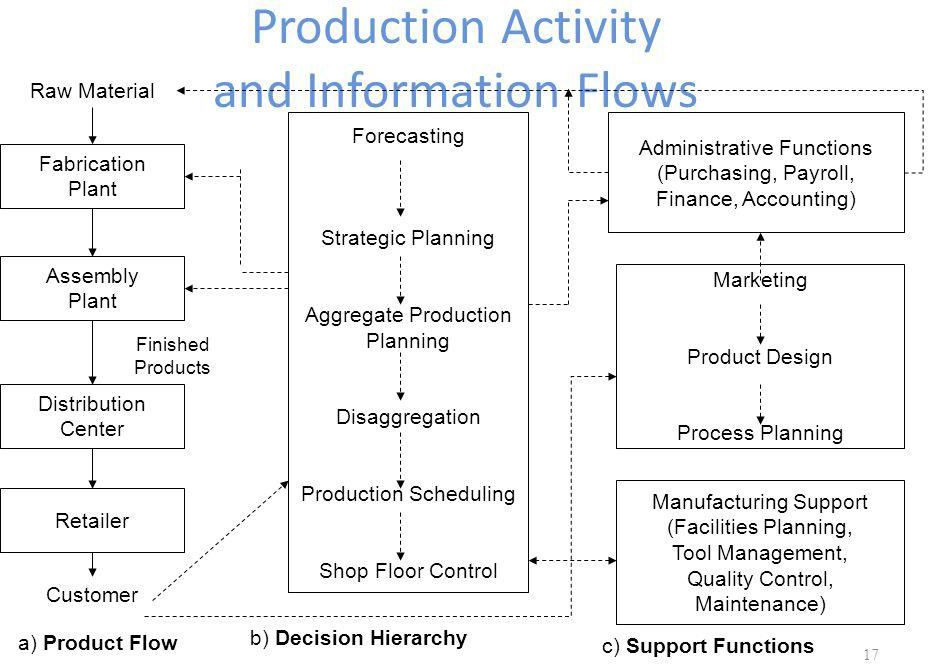 Production Activity
and Information Flows
Raw Material
Fabrication
Plant
Assembly
Plant
Finished
Products
Distribution
Center
Retailer
Customer
a) Product Flow
Forecasting
Strategic Planning
Aggregate Production
Planning
Disaggregation
Production Scheduling
Shop Floor Control
b) Decision Hierarchy
Administrative Functions
(Purchasing, Payroll,
Finance, Accounting)
Marketing
Product Design
Process Planning
Manufacturing Support
(Facilities Planning,
Tool Management,
Quality Control,
Maintenance)
c) Support Functions
17